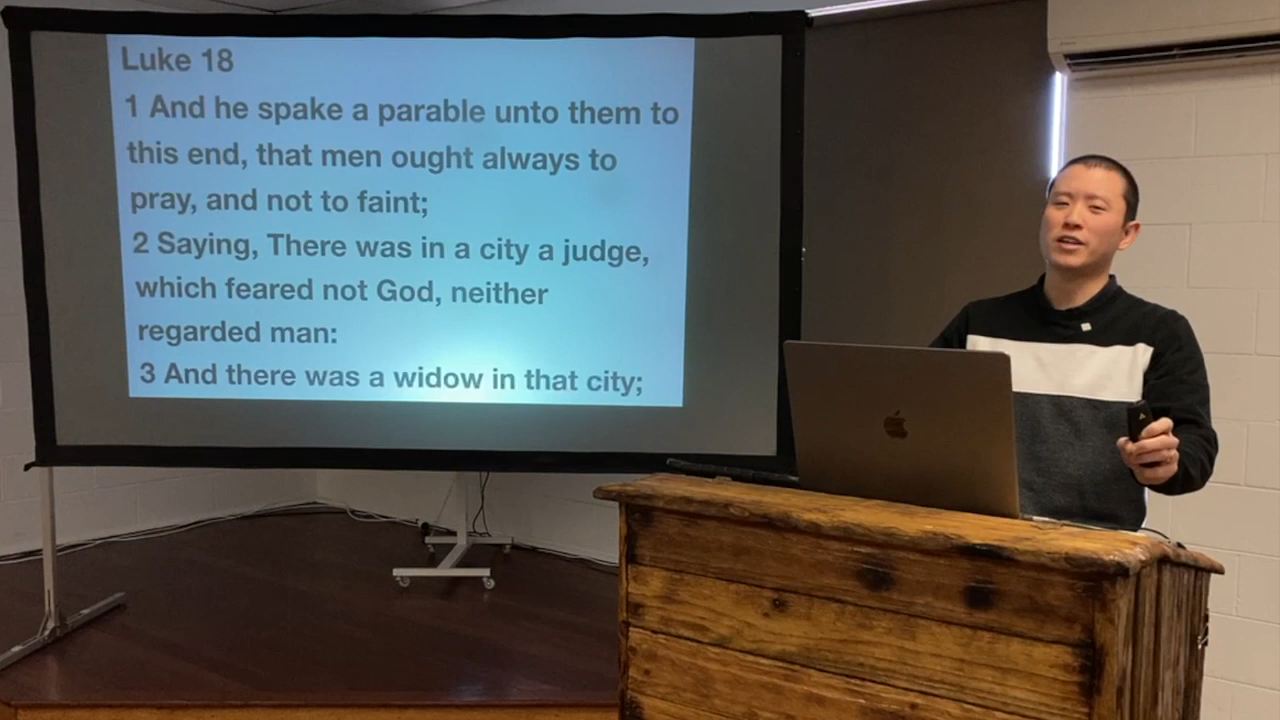 Luke 18
1 And he spake a parable unto them to
this end, that men ought always to
pray, and not to faint;
2 Saying, There was in a city a judge,
which feared not God, neither
regarded man:
3 And there was a widow in that city;